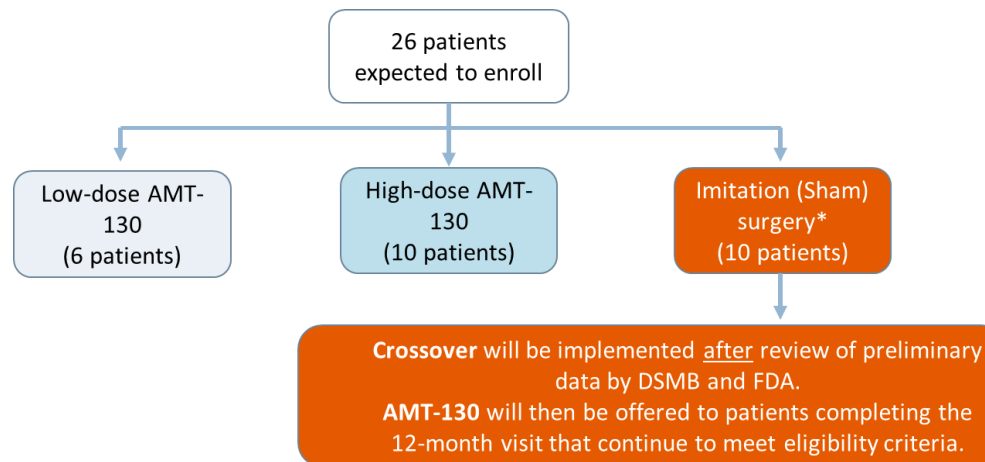 26 patients
expected to enroll
Low-dose AMT-
130
(6 patients)
High-dose AMT-
130
(10 patients)
Imitation (Sham)
surgery*
(10 patients)
Crossover will be implemented after review of preliminary
data by DSMB and FDA.
AMT-130 will then be offered to patients completing the
12-month visit that continue to meet eligibility criteria.